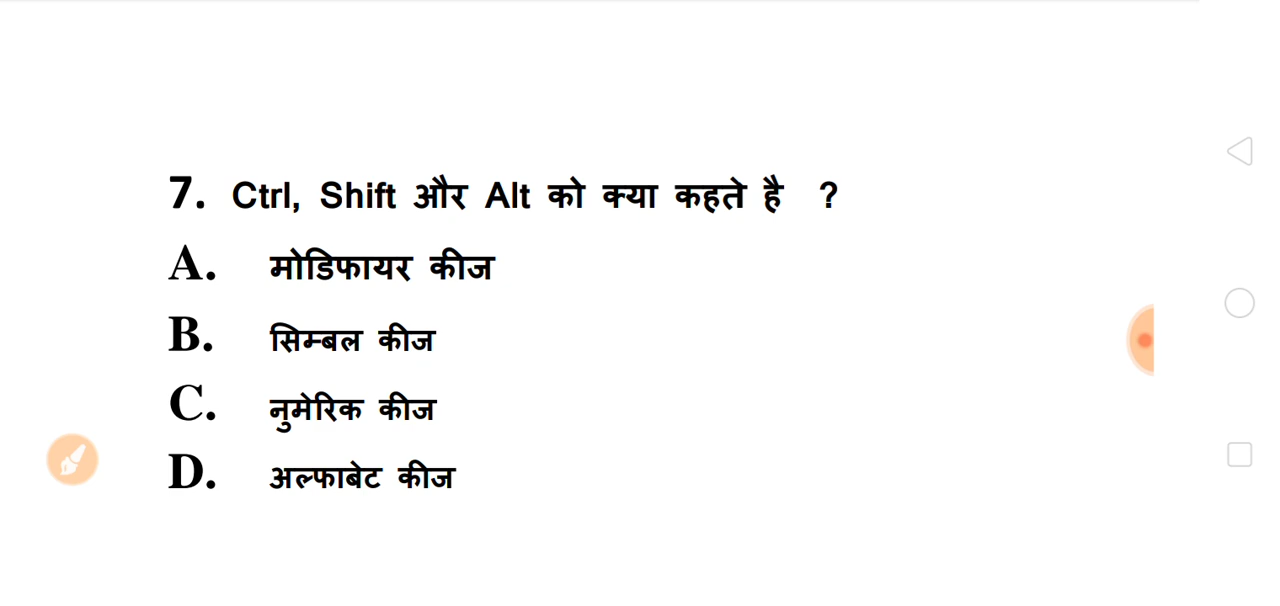 7. Ctrl, Shift और Alt को क्या कहते है ?
A. मोडिफायर कीज
B. सिम्बल कीज
C. नुमेरिक कीज
D. अल्फाबेट कीज